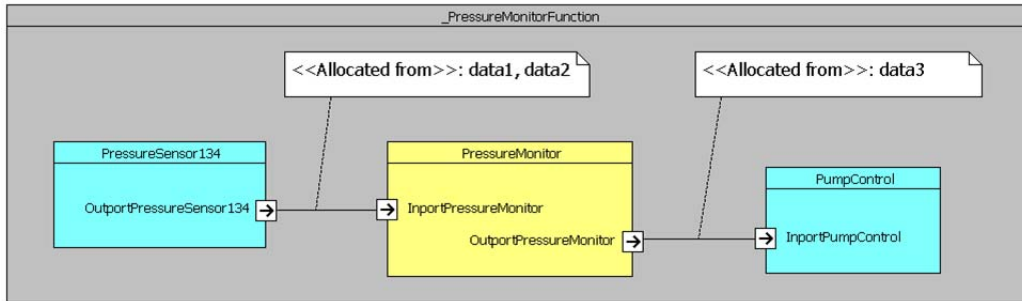 _PressureMonitorFunction
<<Allocated from>>: data1, data2
<<Allocated from>>: data3
PressureSensor134
PressureMonitor
PumpControl
OutportPressureSensor134
InportPressureMonitor
OutportPressureMonitor
InportPumpControl